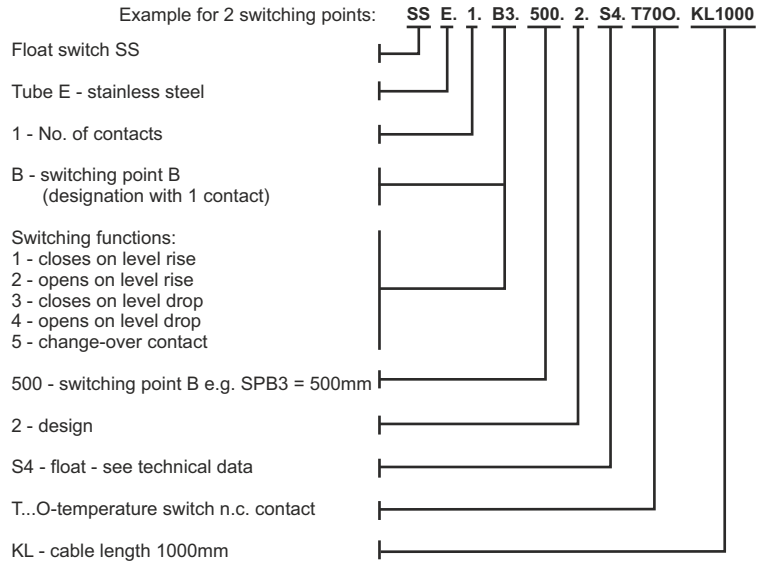 Example for 2 switching points: SS E. 1. B3. 500. 2. S4. T70O. KL1000
Float switch SS
Tube E - stainless steel
1 - No. of contacts
B - switching point B
(designation with 1 contact)
Switching functions:
1 - closes on level rise
2 - opens on level rise
3 - closes on level drop
4 - opens on level drop
5 - change-over contact
500 - switching point B e.g. SPB3 = 500mm
2 - design
S4 - float - see technical data
T...O-temperature switch n.c. contact
KL - cable length 1000mm